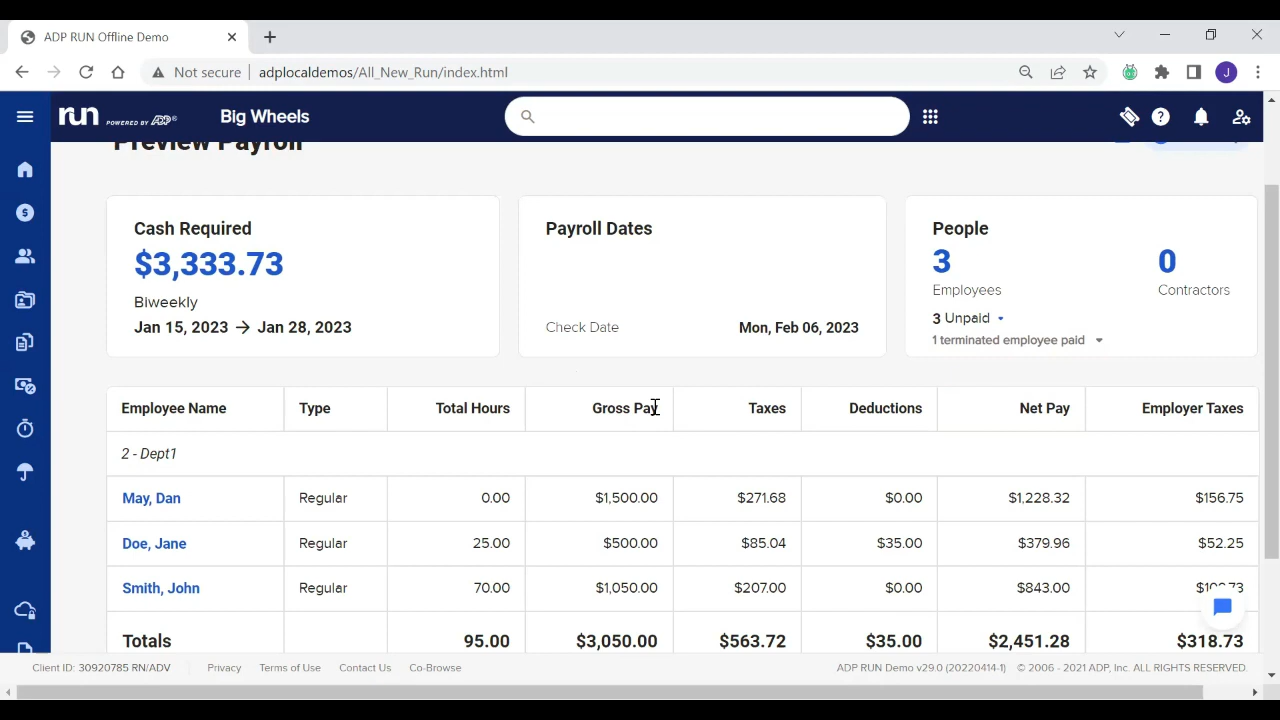 ADP RUN Offline Demo
Not secure adplocaldemos/All_New_Run/index.html J
run POWERED BY ADP Big Wheels
Preview Payroll
Cash Required Payroll Dates People
$3,333.73 3 0
Employees Contractors
Biweekly
Jan 15, 2023 → Jan 28, 2023 Check Date Mon, Feb 06, 2023 3 Unpaid
1 terminated employee paid
Employee Name Type Total Hours Gross Pay Taxes Deductions Net Pay Employer Taxes
2 - Dept1
May, Dan Regular 0.00 $1,500.00 $271.68 $0.00 $1,228.32 $156.75
Doe, Jane Regular 25.00 $500.00 $85.04 $35.00 $379.96 $52.25
Smith, John Regular 70.00 $1,050.00 $207.00 $0.00 $843.00
Totals 95.00 $3,050.00 $563.72 $35.00 $2,451.28 $318.73
Client ID: 30920785 RN/ADV Privacy Terms of Use Contact Us Co-Browse ADP RUN Demo v29.0 (20220414-1) © 2006 - 2021 ADP, Inc. ALL RIGHTS RESERVED.